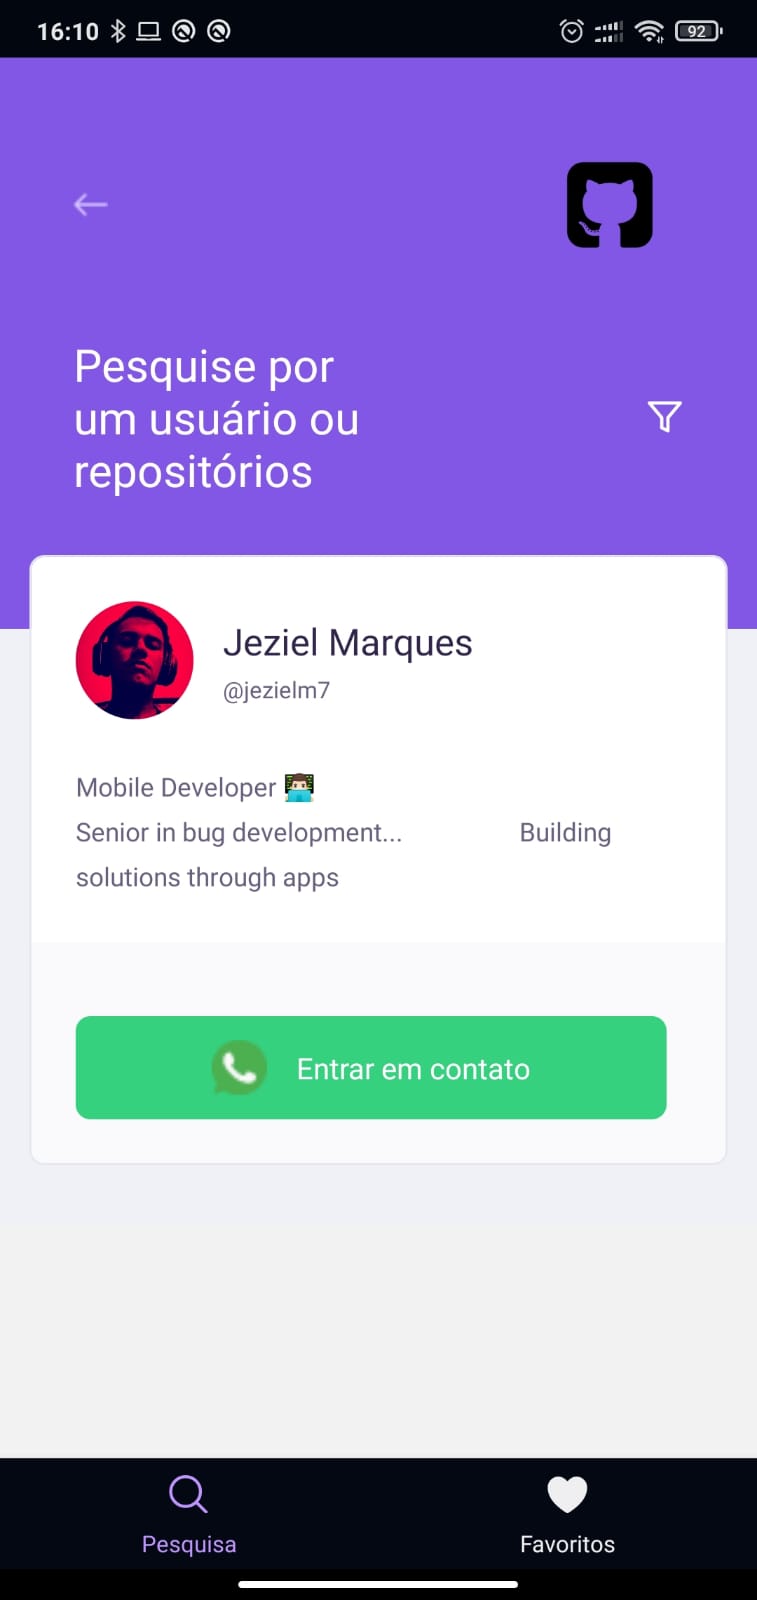 16:10
92
Pesquise por
um usuário ou
repositórios
Jeziel Marques
@jezielm7
Mobile Developer 👨🏻‍💻
Senior in bug development... Building
solutions through apps
Entrar em contato
Pesquisa
Favoritos